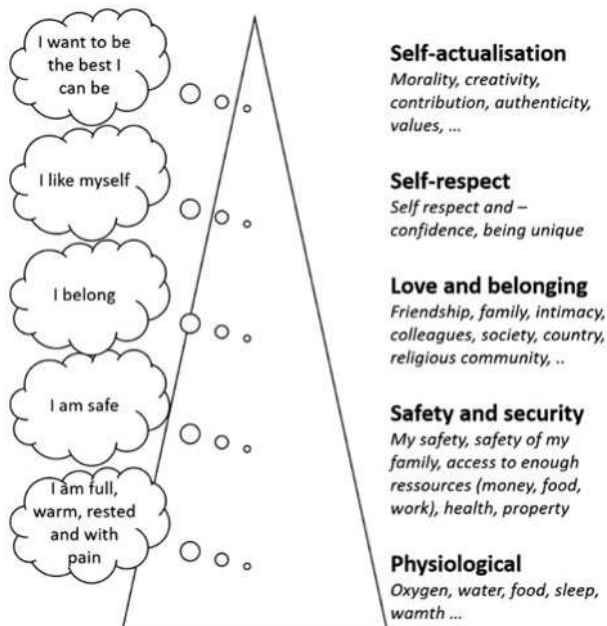 I want to be
the best I
can be
Self-actualisation
Morality, creativity,
contribution, authenticity,
values, ...
I like myself
Self-respect
Self respect and –
confidence, being unique
I belong
Love and belonging
Friendship, family, intimacy,
colleagues, society, country,
religious community, ..
I am safe
Safety and security
My safety, safety of my
family, access to enough
ressources (money, food,
work), health, property
I am full,
warm, rested
and with
pain
Physiological
Oxygen, water, food, sleep,
wamth ...